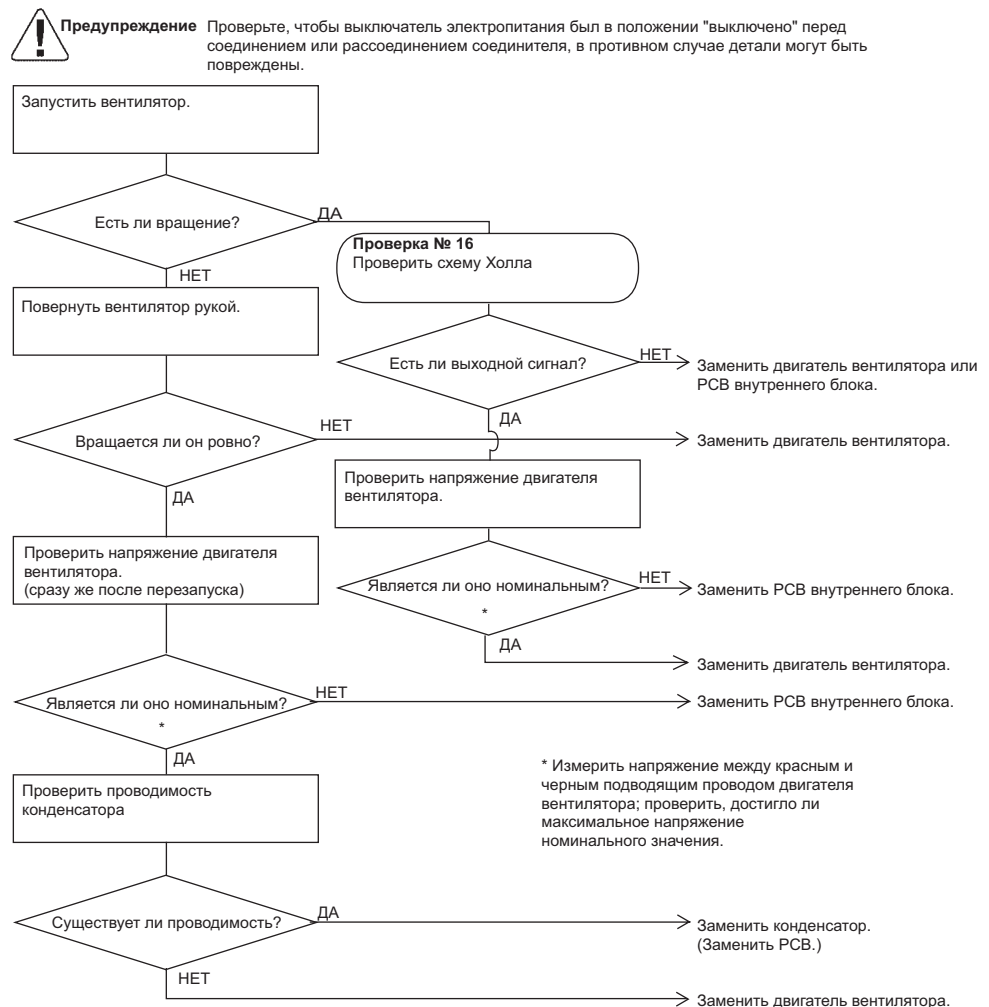 Предупреждение Проверьте, чтобы выключатель электропитания был в положении "выключено" перед
соединением или рассоединением соединителя, в противном случае детали могут быть
повреждены.
Запустить вентилятор.
Есть ли вращение?
ДА
НЕТ
Проверка № 16
Проверить схему Холла
Повернуть вентилятор рукой.
Есть ли выходной сигнал?
НЕТ
Заменить двигатель вентилятора или
PCB внутреннего блока.
ДА
Вращается ли он ровно?
НЕТ
Заменить двигатель вентилятора.
ДА
Проверить напряжение двигателя
вентилятора.
Проверить напряжение двигателя
вентилятора.
(сразу же после перезапуска)
Является ли оно номинальным?
*
НЕТ
Заменить PCB внутреннего блока.
ДА
Заменить двигатель вентилятора.
Является ли оно номинальным?
*
НЕТ
Заменить PCB внутреннего блока.
ДА
* Измерить напряжение между красным и
черным подводящим проводом двигателя
вентилятора; проверить, достигло ли
максимальное напряжение
номинального значения.
Проверить проводимость
конденсатора
Существует ли проводимость?
ДА
Заменить конденсатор.
(Заменить PCB.)
НЕТ
Заменить двигатель вентилятора.